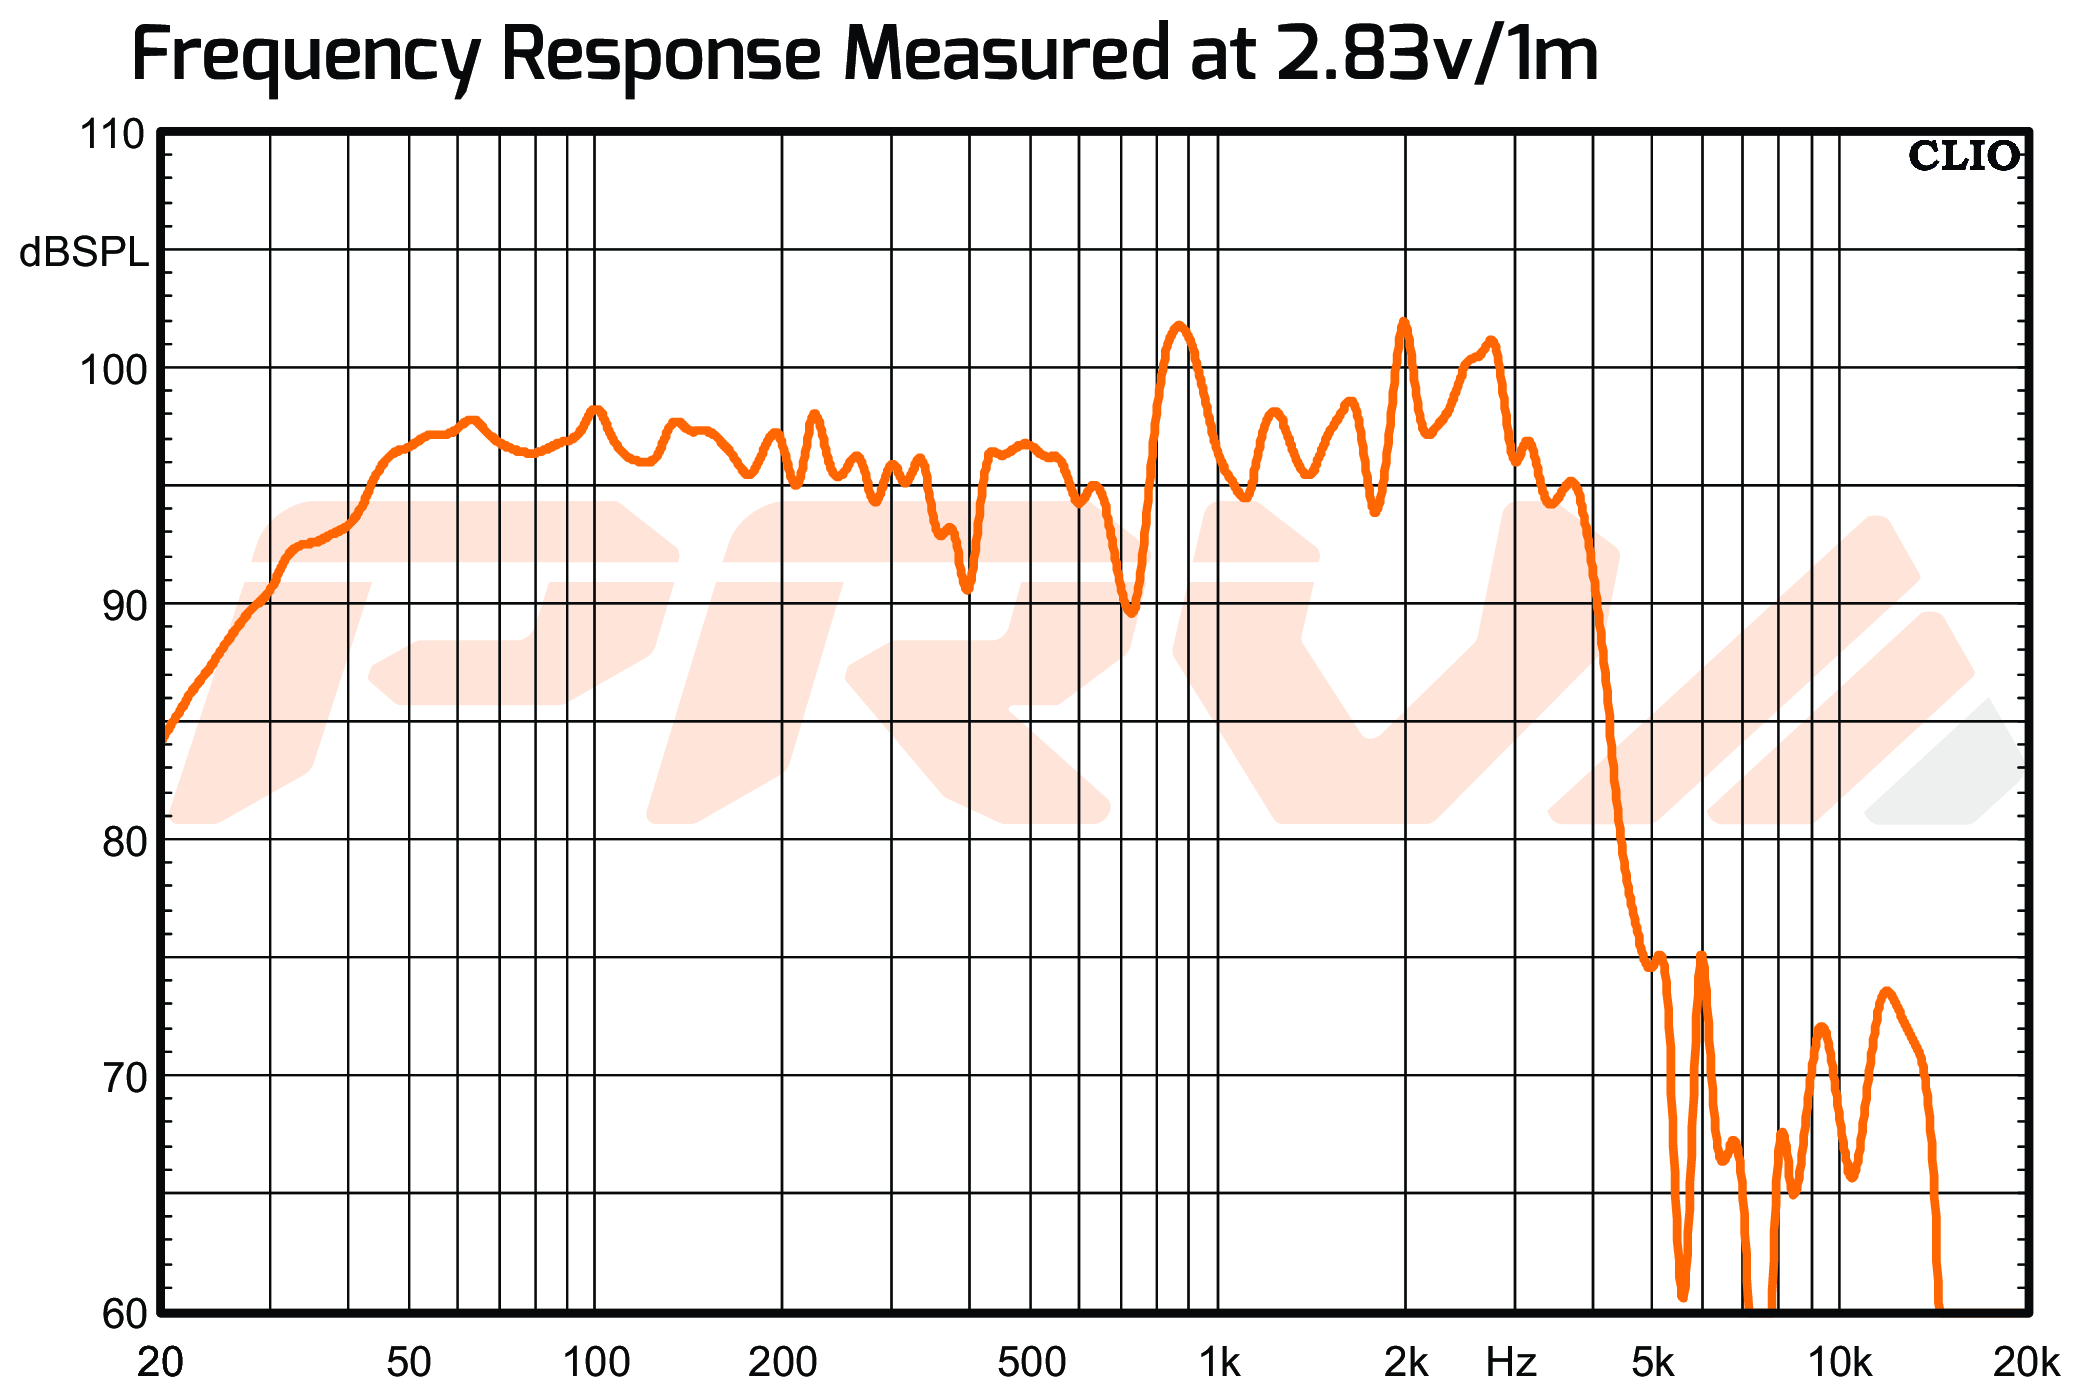 Frequency Response Measured at 2.83v/1m
110
CLIO
dBSPL
100
90
PRV
80
70
60
20 50 100 200 500 1k 2k Hz 5k 10k 20k